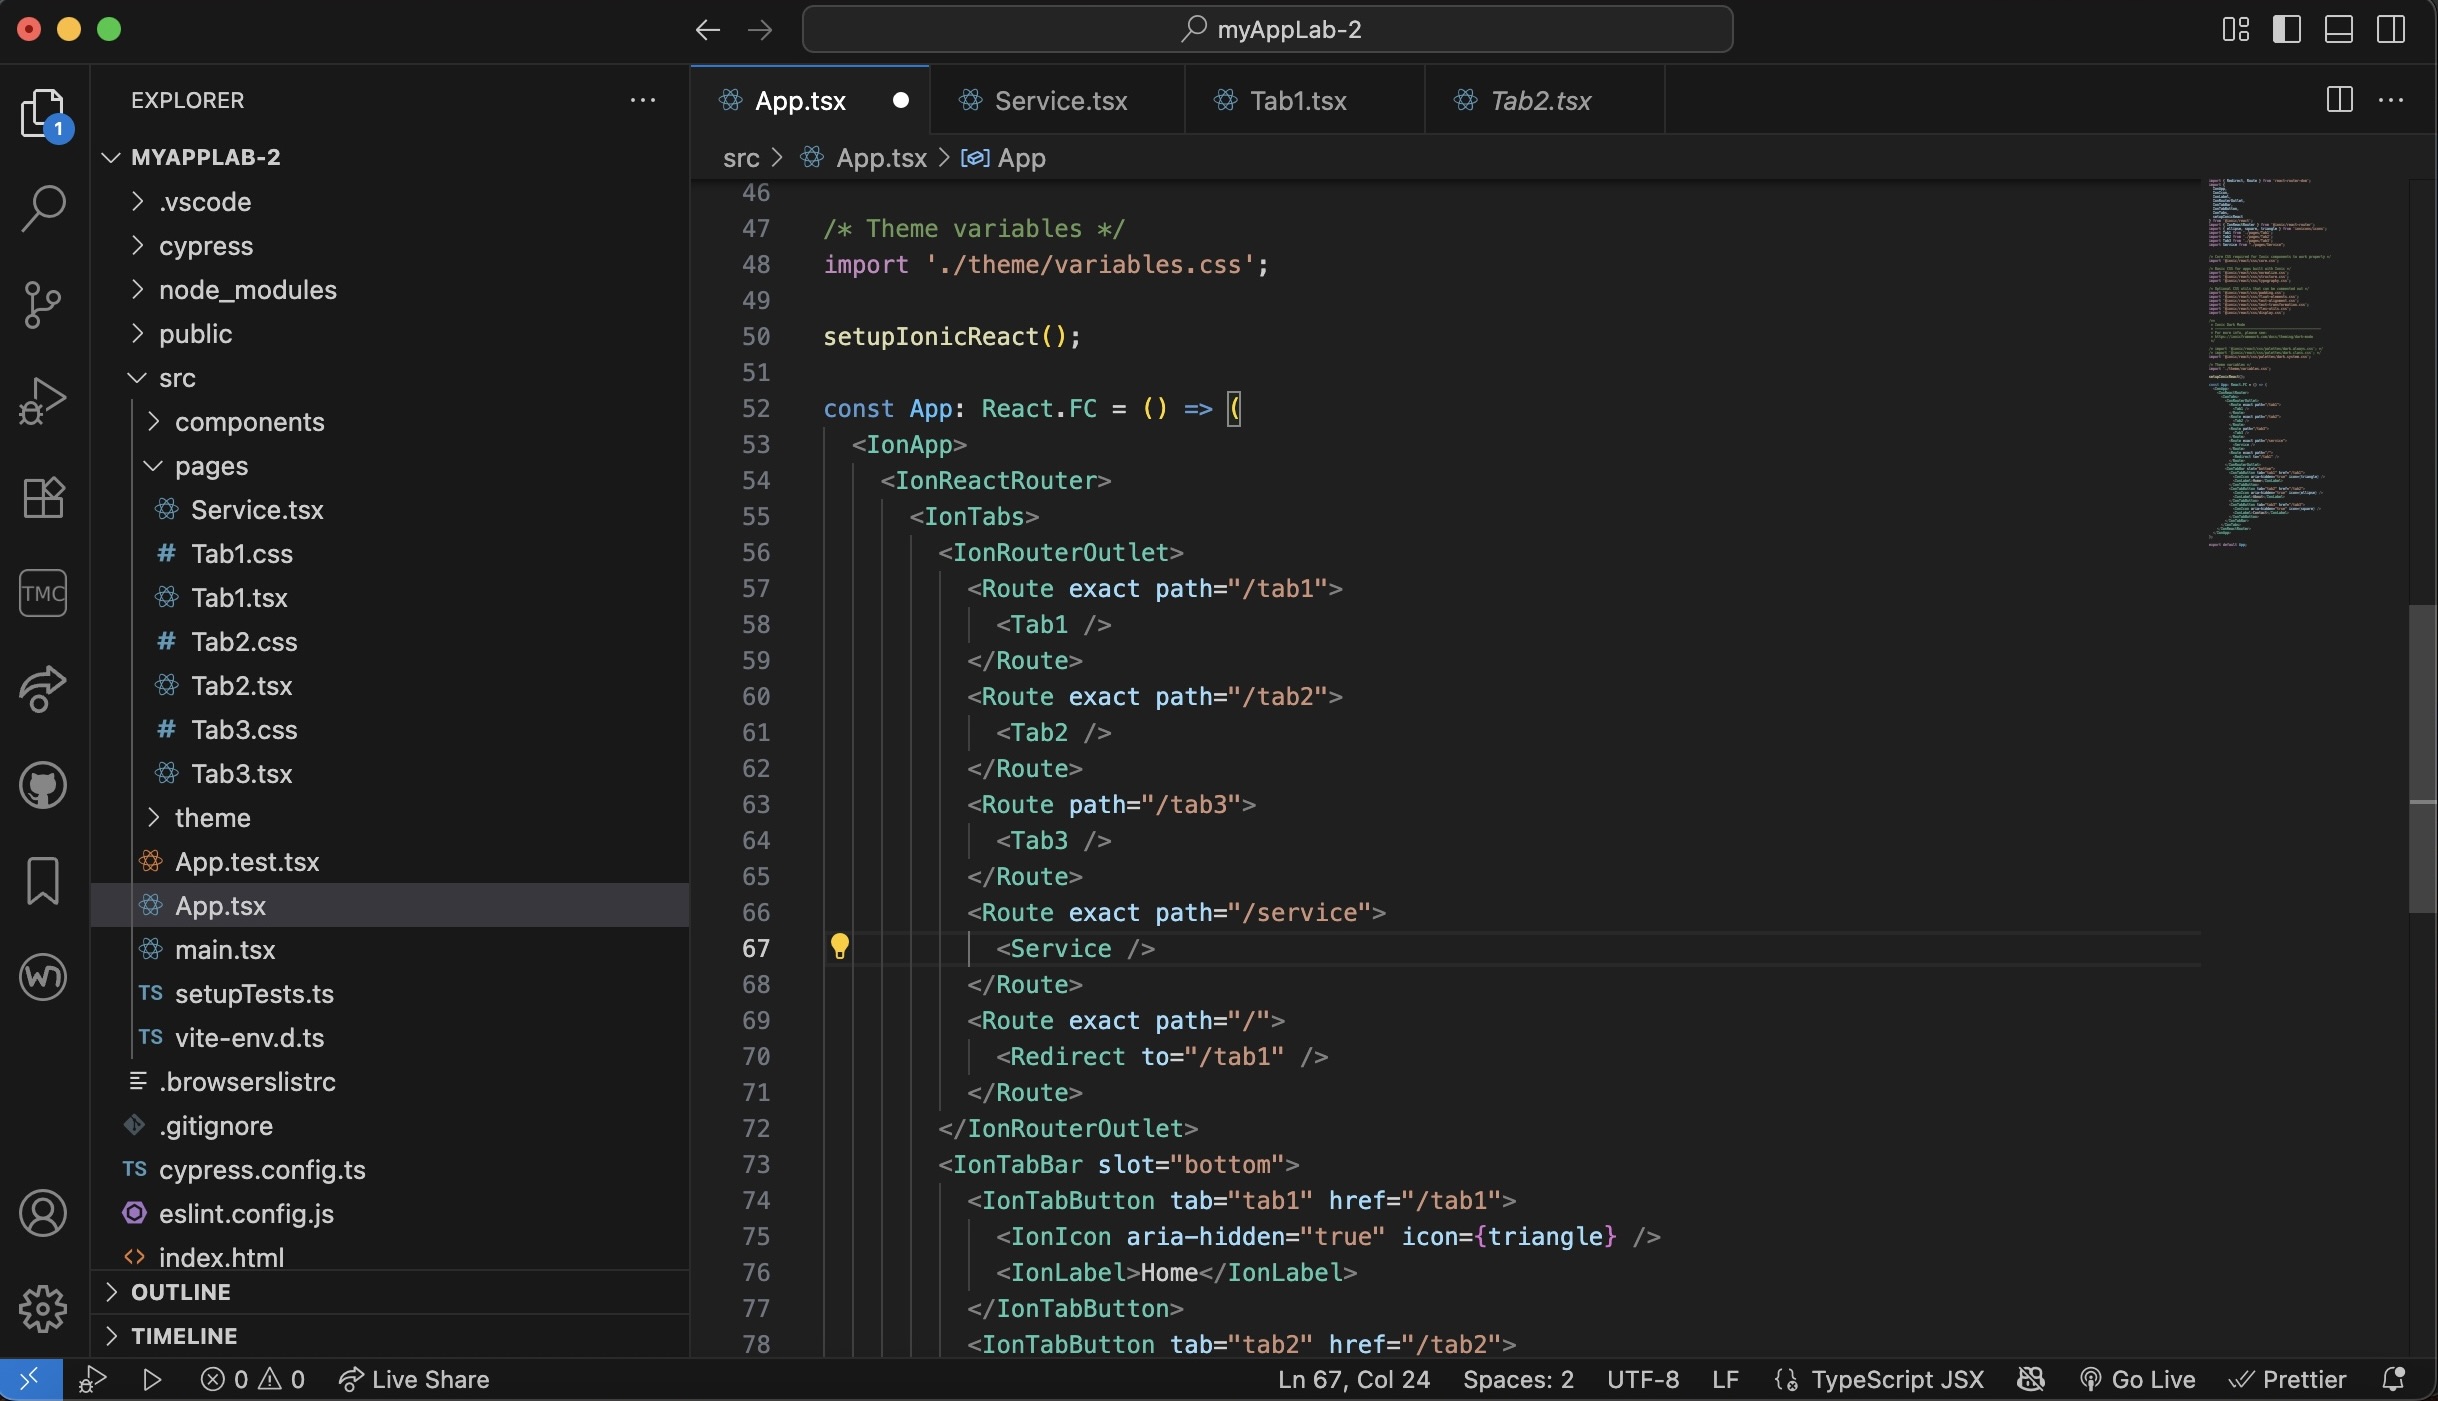 myAppLab-2
EXPLORER
1
MYAPPLAB-2
.vscode
cypress
node_modules
public
src
components
pages
Service.tsx
# Tab1.css
Tab1.tsx
# Tab2.css
Tab2.tsx
# Tab3.css
Tab3.tsx
theme
App.test.tsx
App.tsx
main.tsx
TS setupTests.ts
TS vite-env.d.ts
.browserslistrc
.gitignore
TS cypress.config.ts
eslint.config.js
<> index.html
OUTLINE
TIMELINE
TMC
App.tsx
Service.tsx
Tab1.tsx
Tab2.tsx
src > App.tsx > App
46
47 /* Theme variables */
48 import './theme/variables.css';
49
50 setupIonicReact();
51
52 const App: React.FC = () => (
53 <IonApp>
54 <IonReactRouter>
55 <IonTabs>
56 <IonRouterOutlet>
57 <Route exact path="/tab1">
58 <Tab1 />
59 </Route>
60 <Route exact path="/tab2">
61 <Tab2 />
62 </Route>
63 <Route path="/tab3">
64 <Tab3 />
65 </Route>
66 <Route exact path="/service">
67 <Service />
68 </Route>
69 <Route exact path="/">
70 <Redirect to="/tab1" />
71 </Route>
72 </IonRouterOutlet>
73 <IonTabBar slot="bottom">
74 <IonTabButton tab="tab1" href="/tab1">
75 <IonIcon aria-hidden="true" icon={triangle} />
76 <IonLabel>Home</IonLabel>
77 </IonTabButton>
78 <IonTabButton tab="tab2" href="/tab2">
0 0 Live Share Ln 67, Col 24 Spaces: 2 UTF-8 LF TypeScript JSX Go Live Prettier